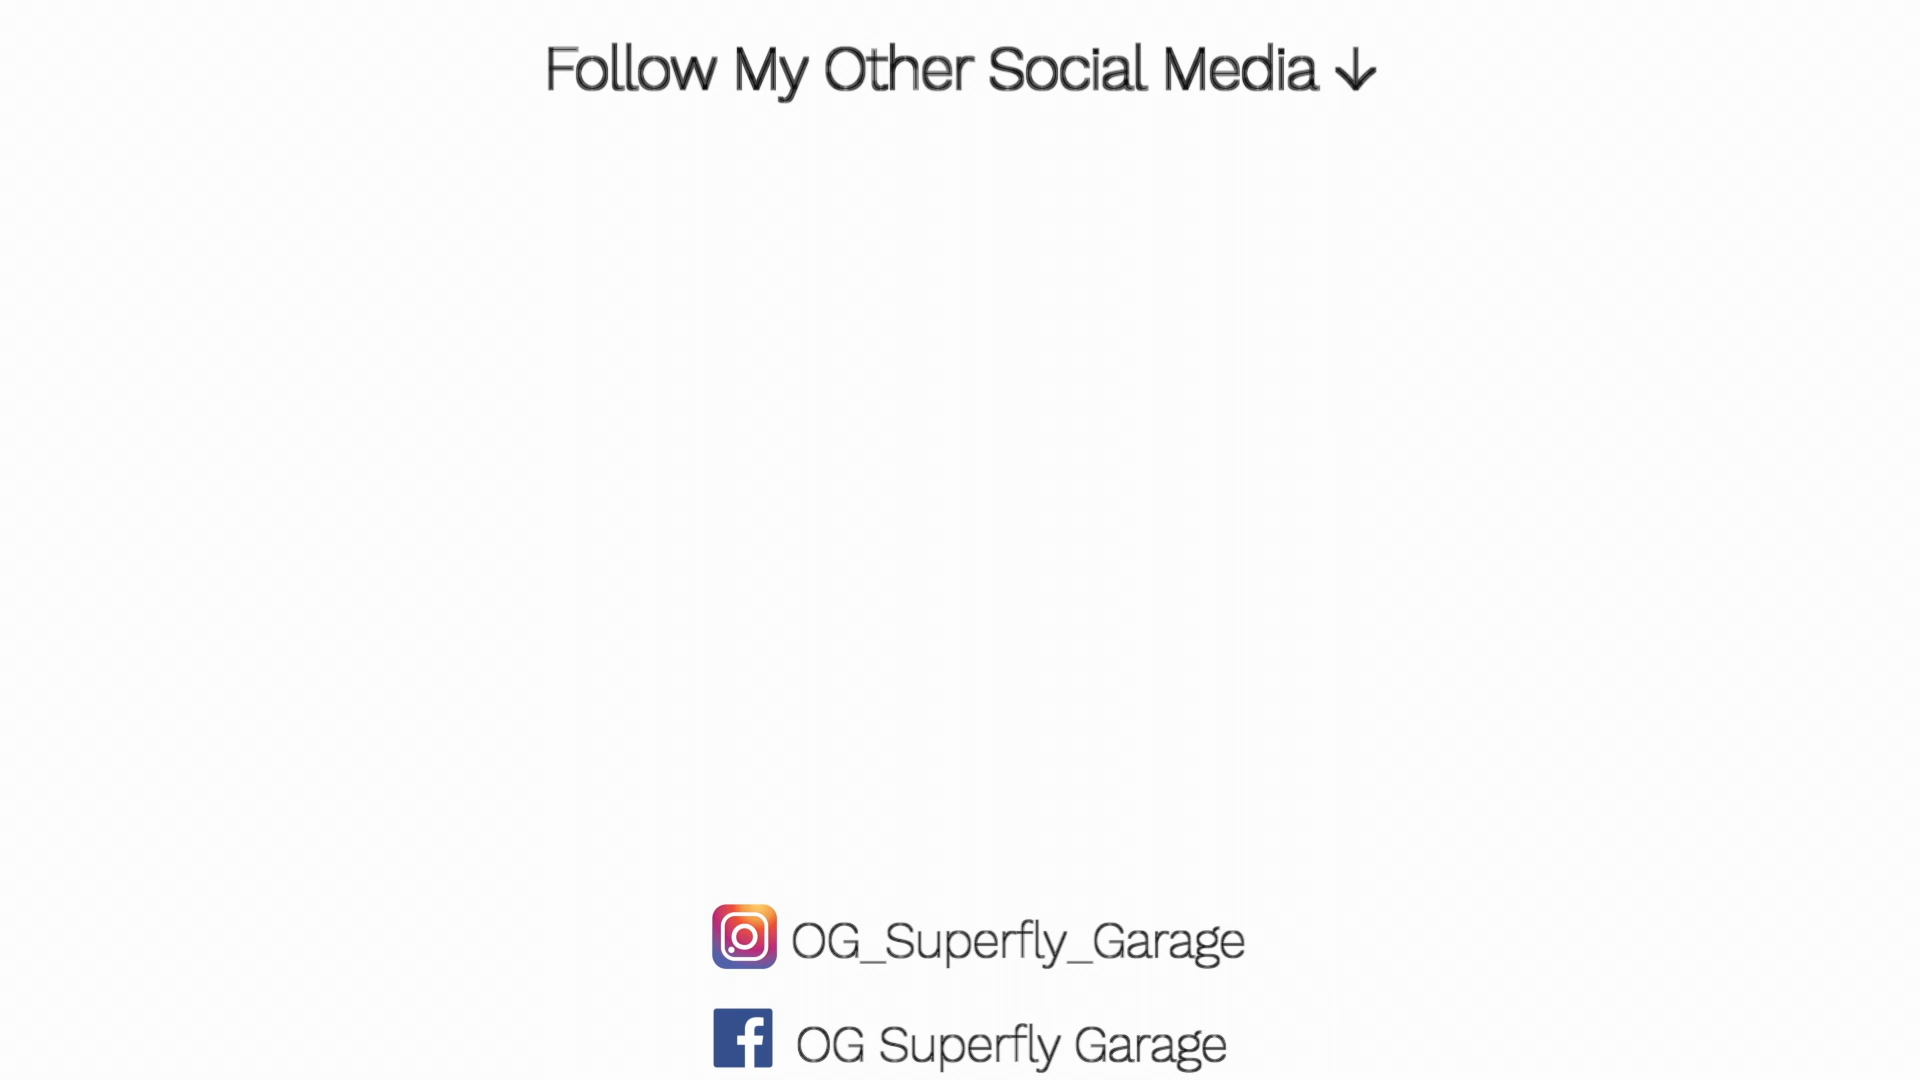 Follow My Other Social Media ↓
OG_Superfly_Garage
OG Superfly Garage